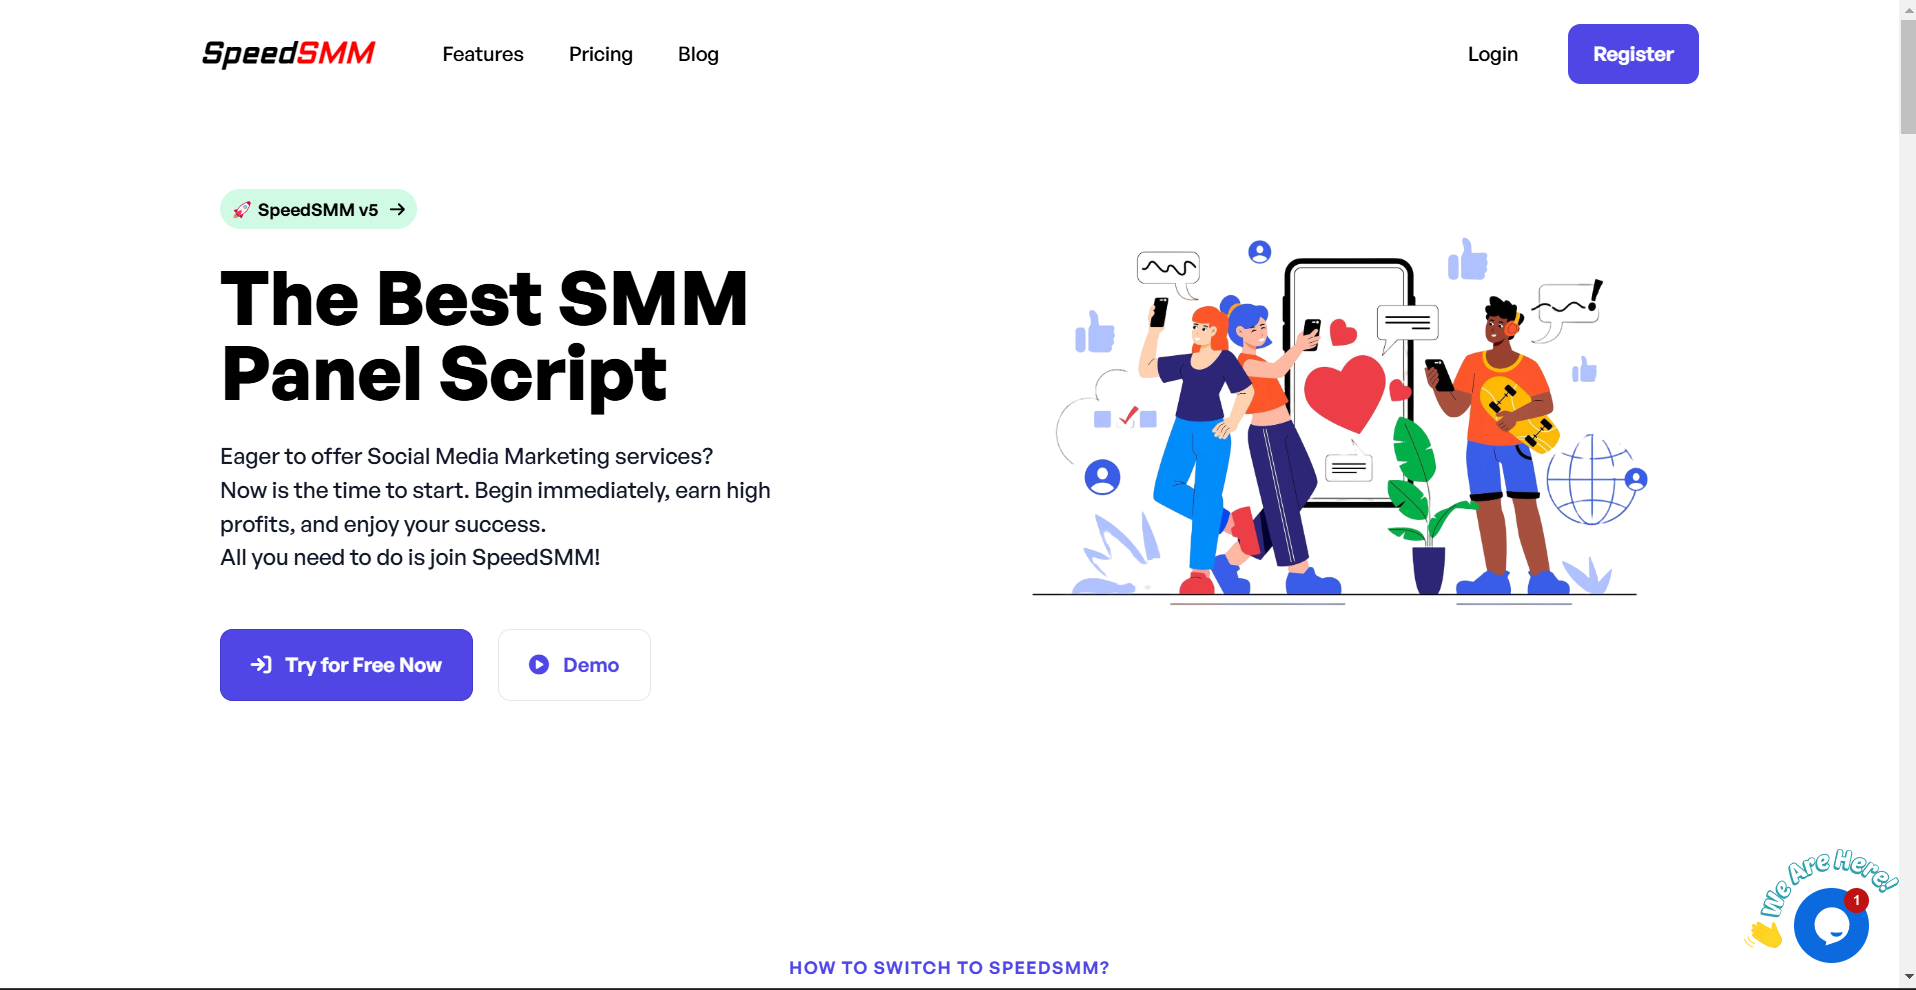 SpeedSMM
Features
Pricing
Blog
Login
Register
🚀 SpeedSMM v5 →
The Best SMM
Panel Script
Eager to offer Social Media Marketing services?
Now is the time to start. Begin immediately, earn high
profits, and enjoy your success.
All you need to do is join SpeedSMM!
Try for Free Now
Demo
We Are Here!
1
HOW TO SWITCH TO SPEEDSMM?